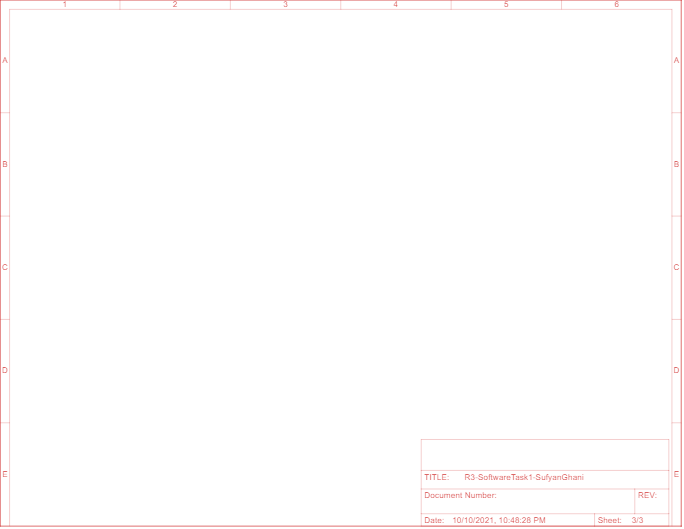 1 2 3 4 5 6
A A
B B
C C
D D
E E
TITLE: R3-SoftwareTask1-SufyanGhani
Document Number: REV:
Date: 10/10/2021, 10:48:28 PM Sheet: 3/3